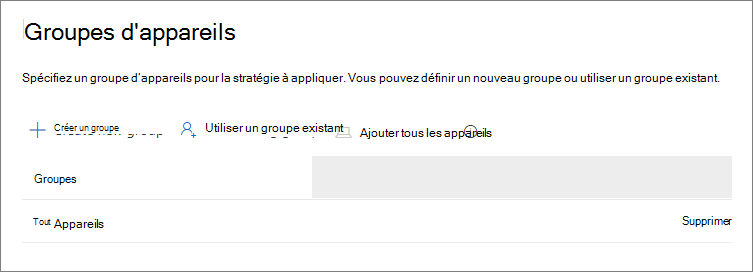 Groupes d'appareils
Spécifiez un groupe d'appareils pour la stratégie à appliquer. Vous pouvez définir un nouveau groupe ou utiliser un groupe existant.
Créer un groupe Utiliser un groupe existant Ajouter tous les appareils
Groupes
Tout Appareils Supprimer